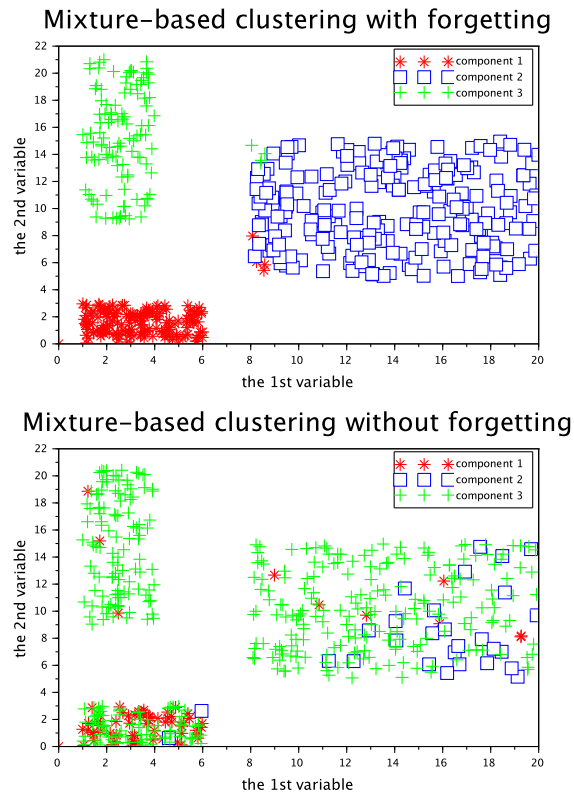 Mixture-based clustering with forgetting
22
20
18
16
14
12
10
8
6
4
2
0
the 2nd variable
component 1
component 2
component 3
0 2 4 6 8 10 12 14 16 18 20
the 1st variable
Mixture-based clustering without forgetting
22
20
18
16
14
12
10
8
6
4
2
0
the 2nd variable
component 1
component 2
component 3
0 2 4 6 8 10 12 14 16 18 20
the 1st variable